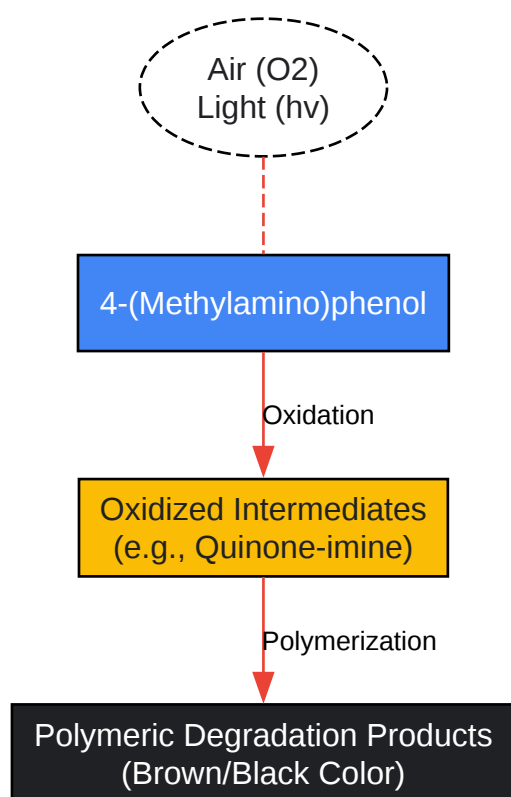 Air (O2)
Light (hv)
4-(Methylamino)phenol
Oxidation
Oxidized Intermediates
(e.g., Quinone-imine)
Polymerization
Polymeric Degradation Products
(Brown/Black Color)